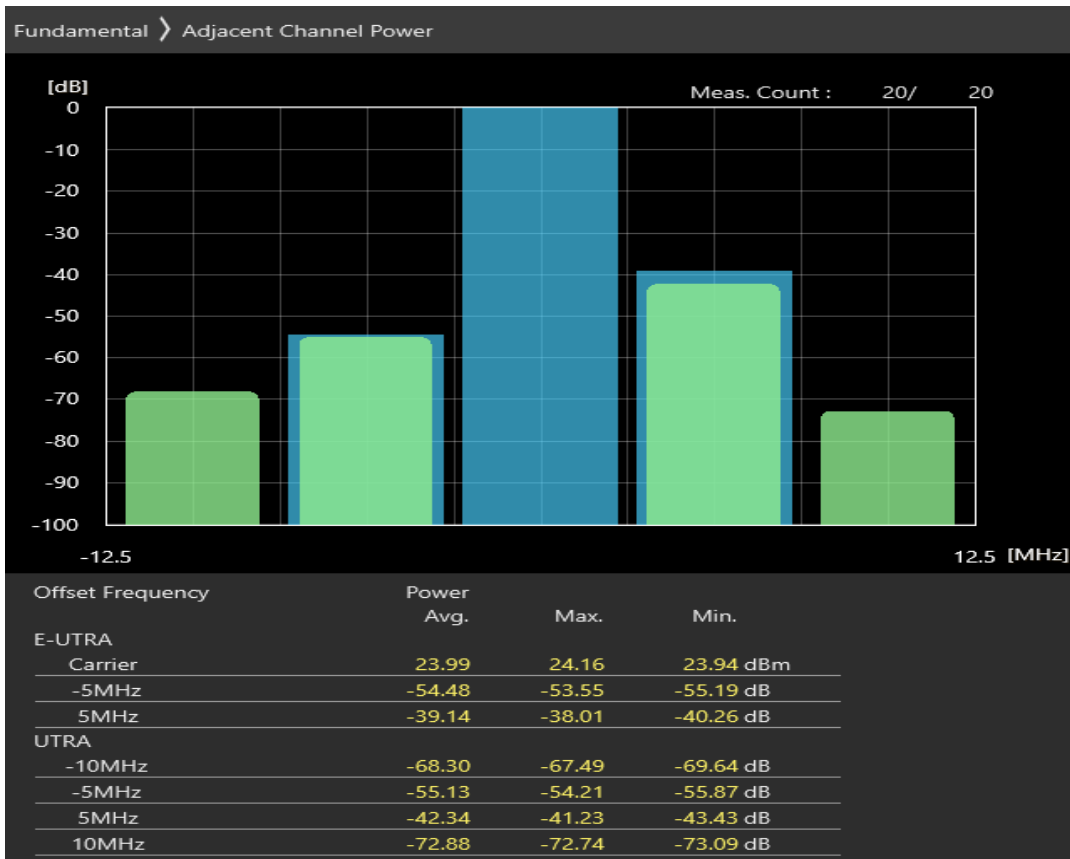 Fundamental 〉 Adjacent Channel Power
[dB]
Meas. Count : 20/ 20
0
-10
-20
-30
-40
-50
-60
-70
-80
-90
-100
-12.5 12.5 [MHz]
Offset Frequency Power
Avg. Max. Min.
E-UTRA
Carrier 23.99 24.16 23.94 dBm
-5MHz -54.48 -53.55 -55.19 dB
5MHz -39.14 -38.01 -40.26 dB
UTRA
-10MHz -68.30 -67.49 -69.64 dB
-5MHz -55.13 -54.21 -55.87 dB
5MHz -42.34 -41.23 -43.43 dB
10MHz -72.88 -72.74 -73.09 dB